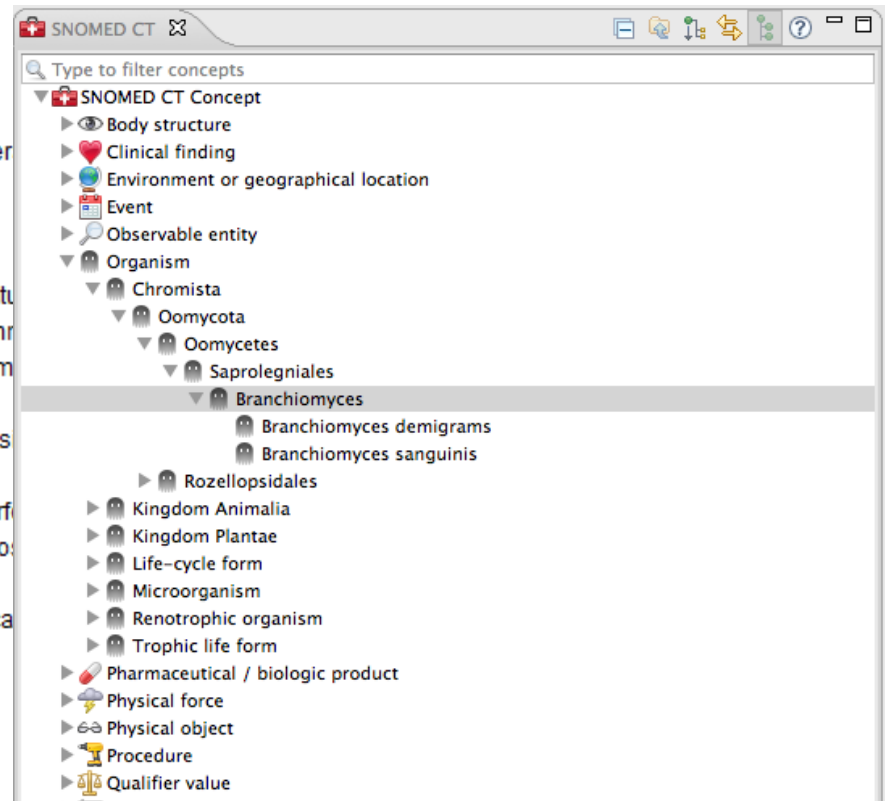 SNOMED CT
Type to filter concepts
SNOMED CT Concept
Body structure
Clinical finding
Environment or geographical location
Event
Observable entity
Organism
Chromista
Oomycota
Oomycetes
Saprolegniales
Branchiomyces
Branchiomyces demigrams
Branchiomyces sanguinis
Rozellopsidales
Kingdom Animalia
Kingdom Plantae
Life-cycle form
Microorganism
Renotrophic organism
Trophic life form
Pharmaceutical / biologic product
Physical force
Physical object
Procedure
Qualifier value